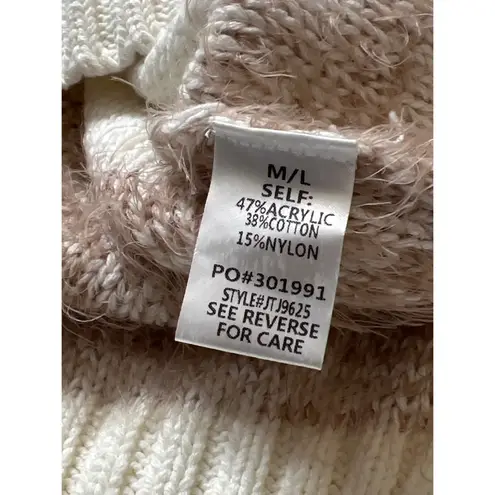 M/L
SELF:
47%ACRYLIC
38%COTTON
15%NYLON
PO#301991
STYLE#JTJ9625
SEE REVERSE
FOR CARE